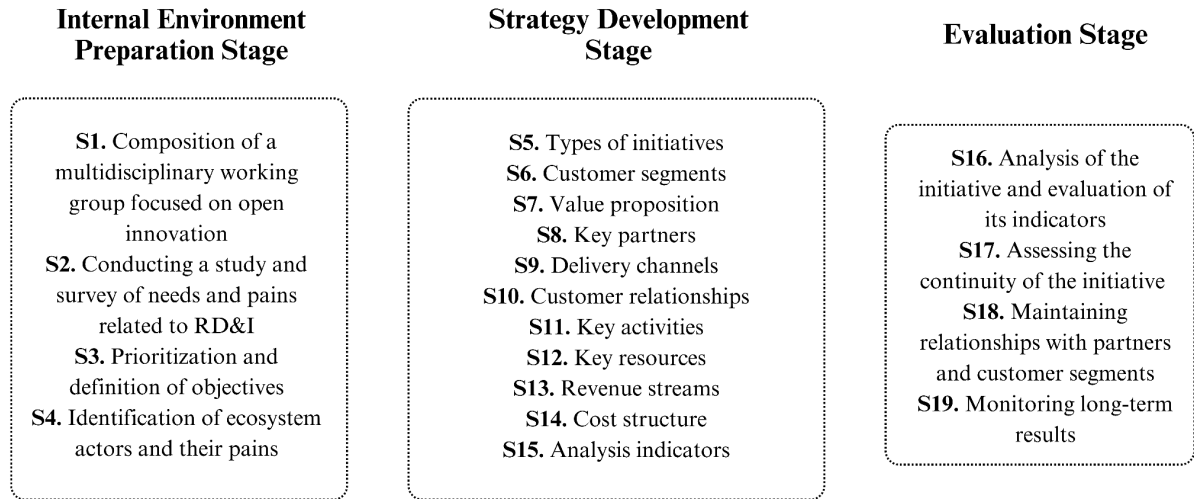 Internal Environment
Preparation Stage
S1. Composition of a
multidisciplinary working
group focused on open
innovation
S2. Conducting a study and
survey of needs and pains
related to RD&I
S3. Prioritization and
definition of objectives
S4. Identification of ecosystem
actors and their pains
Strategy Development
Stage
S5. Types of initiatives
S6. Customer segments
S7. Value proposition
S8. Key partners
S9. Delivery channels
S10. Customer relationships
S11. Key activities
S12. Key resources
S13. Revenue streams
S14. Cost structure
S15. Analysis indicators
Evaluation Stage
S16. Analysis of the
initiative and evaluation of
its indicators
S17. Assessing the
continuity of the initiative
S18. Maintaining
relationships with partners
and customer segments
S19. Monitoring long-term
results